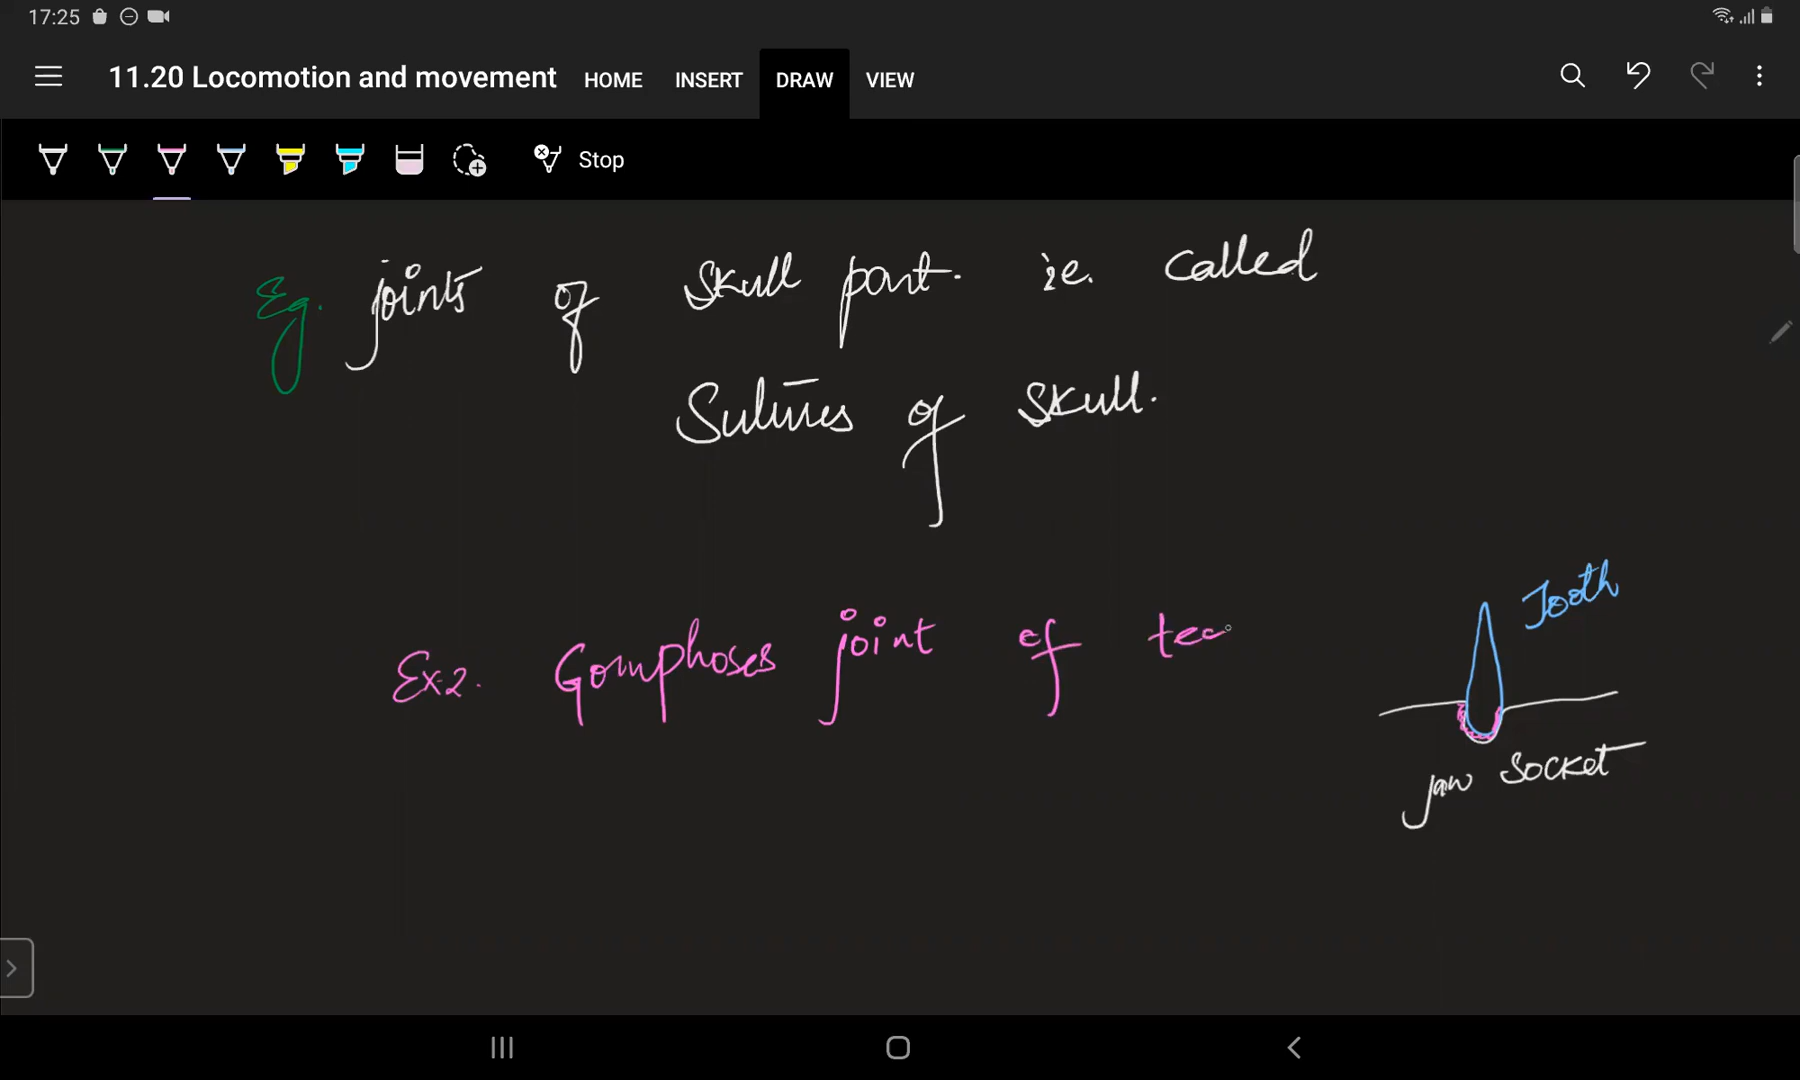 17:25
11.20 Locomotion and movement HOME INSERT DRAW VIEW
Stop
Eg. joints of skull part. ie. called
Sutures of skull.
Tooth
Ex-2. Gomphoses joint of tee
jaw socket